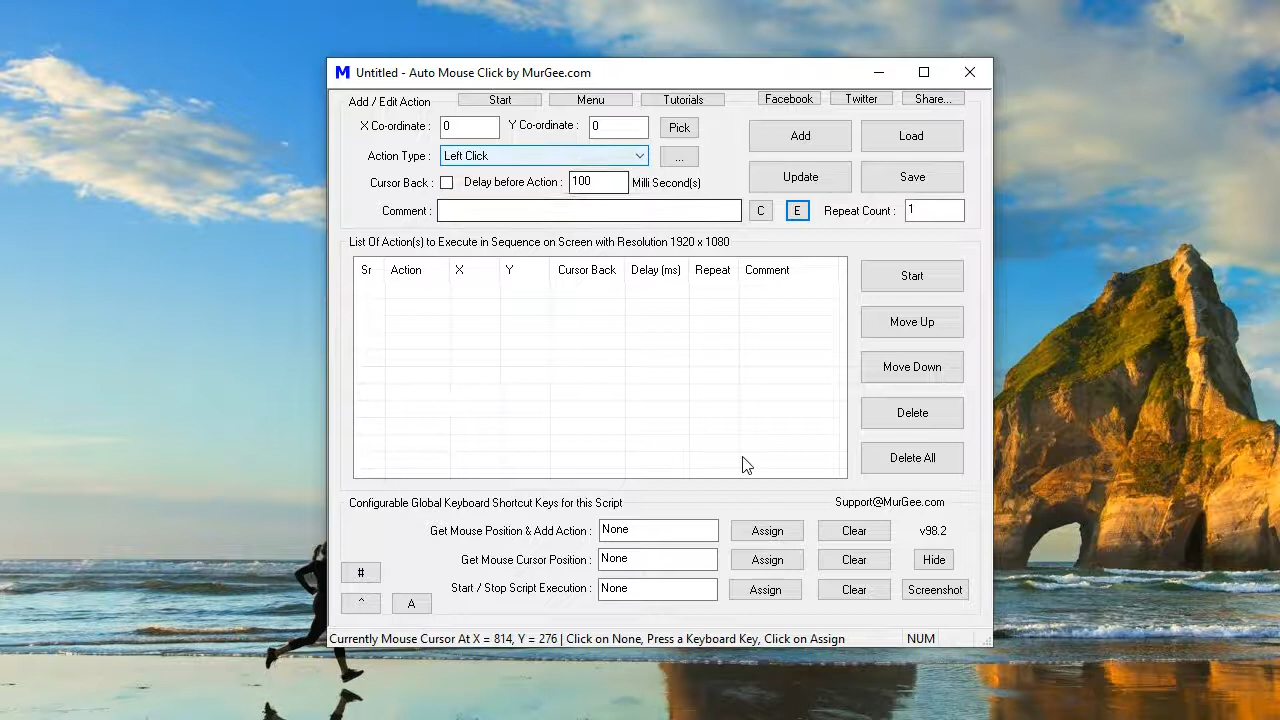 M Untitled - Auto Mouse Click by MurGee.com
Add / Edit Action Start Menu Tutorials Facebook Twitter Share...
X Co-ordinate : 0 Y Co-ordinate : 0 Pick Add Load
Action Type : Left Click ...
Cursor Back : Delay before Action : 100 Milli Second(s) Update Save
Comment : C E Repeat Count : 1
List Of Action(s) to Execute in Sequence on Screen with Resolution 1920 x 1080
Sr Action X Y Cursor Back Delay (ms) Repeat Comment
Start
Move Up
Move Down
Delete
Delete All
Configurable Global Keyboard Shortcut Keys for this Script Support@MurGee.com
Get Mouse Position & Add Action : None Assign Clear v98.2
Get Mouse Cursor Position : None Assign Clear Hide
# Start / Stop Script Execution : None Assign Clear Screenshot
^ A
Currently Mouse Cursor At X = 814, Y = 276 | Click on None, Press a Keyboard Key, Click on Assign NUM